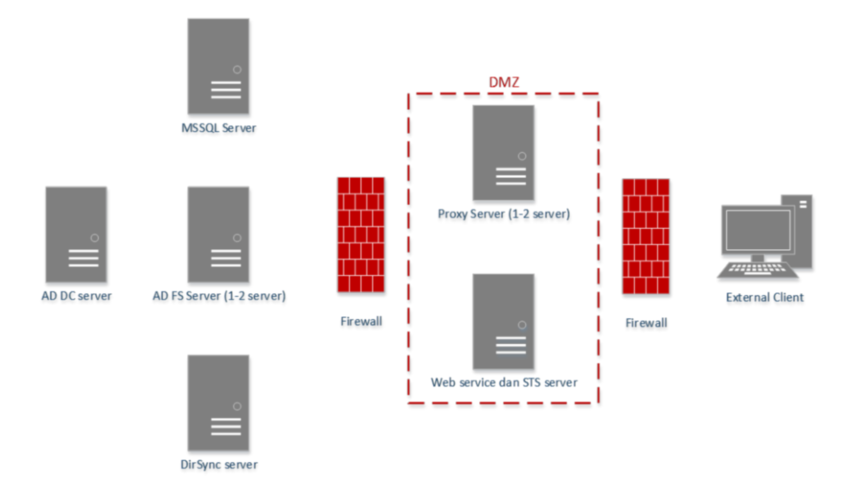 MSSQL Server
DMZ
Proxy Server (1-2 server)
AD DC server
AD FS Server (1-2 server)
External Client
Firewall
Firewall
Web service dan STS server
DirSync server